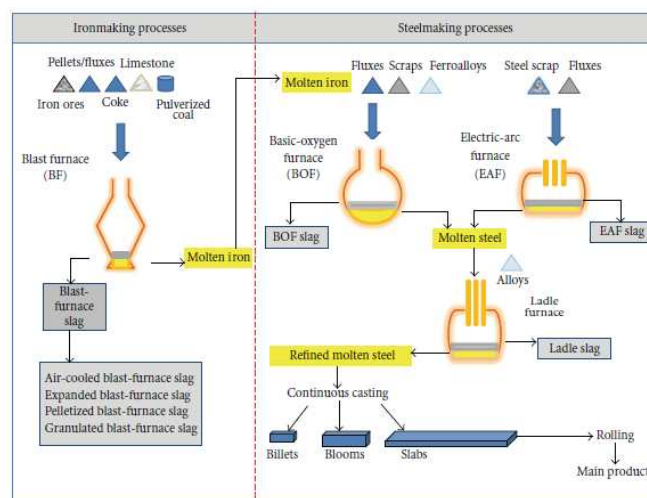 Ironmaking processes
Pellets/fluxes Limestone
Iron ores
Coke
Pulverized
coal
Blast furnace
(BF)
Molten iron
Blast-
furnace
slag
Air-cooled blast-furnace slag
Expanded blast-furnace slag
Pelletized blast-furnace slag
Granulated blast-furnace slag
Steelmaking processes
Molten iron
Fluxes Scraps Ferroalloys
Steel scrap Fluxes
Basic-oxygen
furnace
(BOF)
Electric-arc
furnace
(EAF)
BOF slag
Molten steel
EAF slag
Alloys
Ladle
furnace
Ladle slag
Refined molten steel
Continuous casting
Billets
Blooms
Slabs
Rolling
Main product